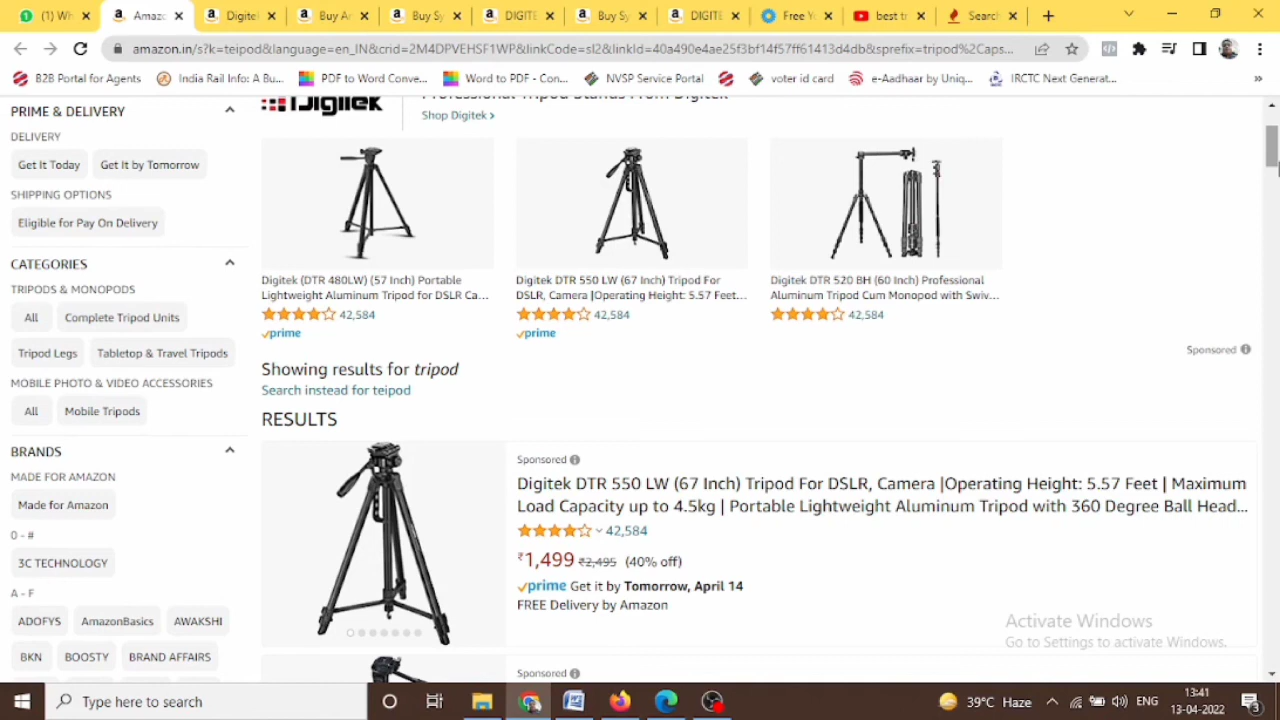 (1) Wh
Amazo
Digitek
Buy An
Buy Sy
DIGITE
Buy Sy
DIGITE
Free Yo
best tr
Search
amazon.in/s?k=teipod&language=en_IN&crid=2M4DPVEHSF1WP&linkCode=sl2&linkId=40a490e4ae25f3bf14f57ff61413d4db&sprefix=tripod%2Caps...
B2B Portal for Agents
India Rail Info: A Bu...
PDF to Word Conve...
Word to PDF - Con...
NVSP Service Portal
voter id card
e-Aadhaar by Uniq...
IRCTC Next Generat...
»
PRIME & DELIVERY
DELIVERY
Get It Today
Get It by Tomorrow
SHIPPING OPTIONS
Eligible for Pay On Delivery
CATEGORIES
TRIPODS & MONOPODS
All
Complete Tripod Units
Tripod Legs
Tabletop & Travel Tripods
MOBILE PHOTO & VIDEO ACCESSORIES
All
Mobile Tripods
BRANDS
MADE FOR AMAZON
Made for Amazon
0 - #
3C TECHNOLOGY
A - F
ADOFYS
AmazonBasics
AWAKSHI
BKN
BOOSTY
BRAND AFFAIRS
Digitek
Professional Tripod Stands From Digitek
Shop Digitek ›
Digitek (DTR 480LW) (57 Inch) Portable
Lightweight Aluminum Tripod for DSLR Ca...
42,584
prime
Digitek DTR 550 LW (67 Inch) Tripod For
DSLR, Camera |Operating Height: 5.57 Feet...
42,584
prime
Digitek DTR 520 BH (60 Inch) Professional
Aluminum Tripod Cum Monopod with Swiv...
42,584
Sponsored
Showing results for tripod
Search instead for teipod
RESULTS
Sponsored
Digitek DTR 550 LW (67 Inch) Tripod For DSLR, Camera |Operating Height: 5.57 Feet | Maximum
Load Capacity up to 4.5kg | Portable Lightweight Aluminum Tripod with 360 Degree Ball Head...
42,584
₹1,499 ₹2,495 (40% off)
prime Get it by Tomorrow, April 14
FREE Delivery by Amazon
Sponsored
Activate Windows
Go to Settings to activate Windows.
Type here to search
39°C Haze
ENG
13:41
13-04-2022
3